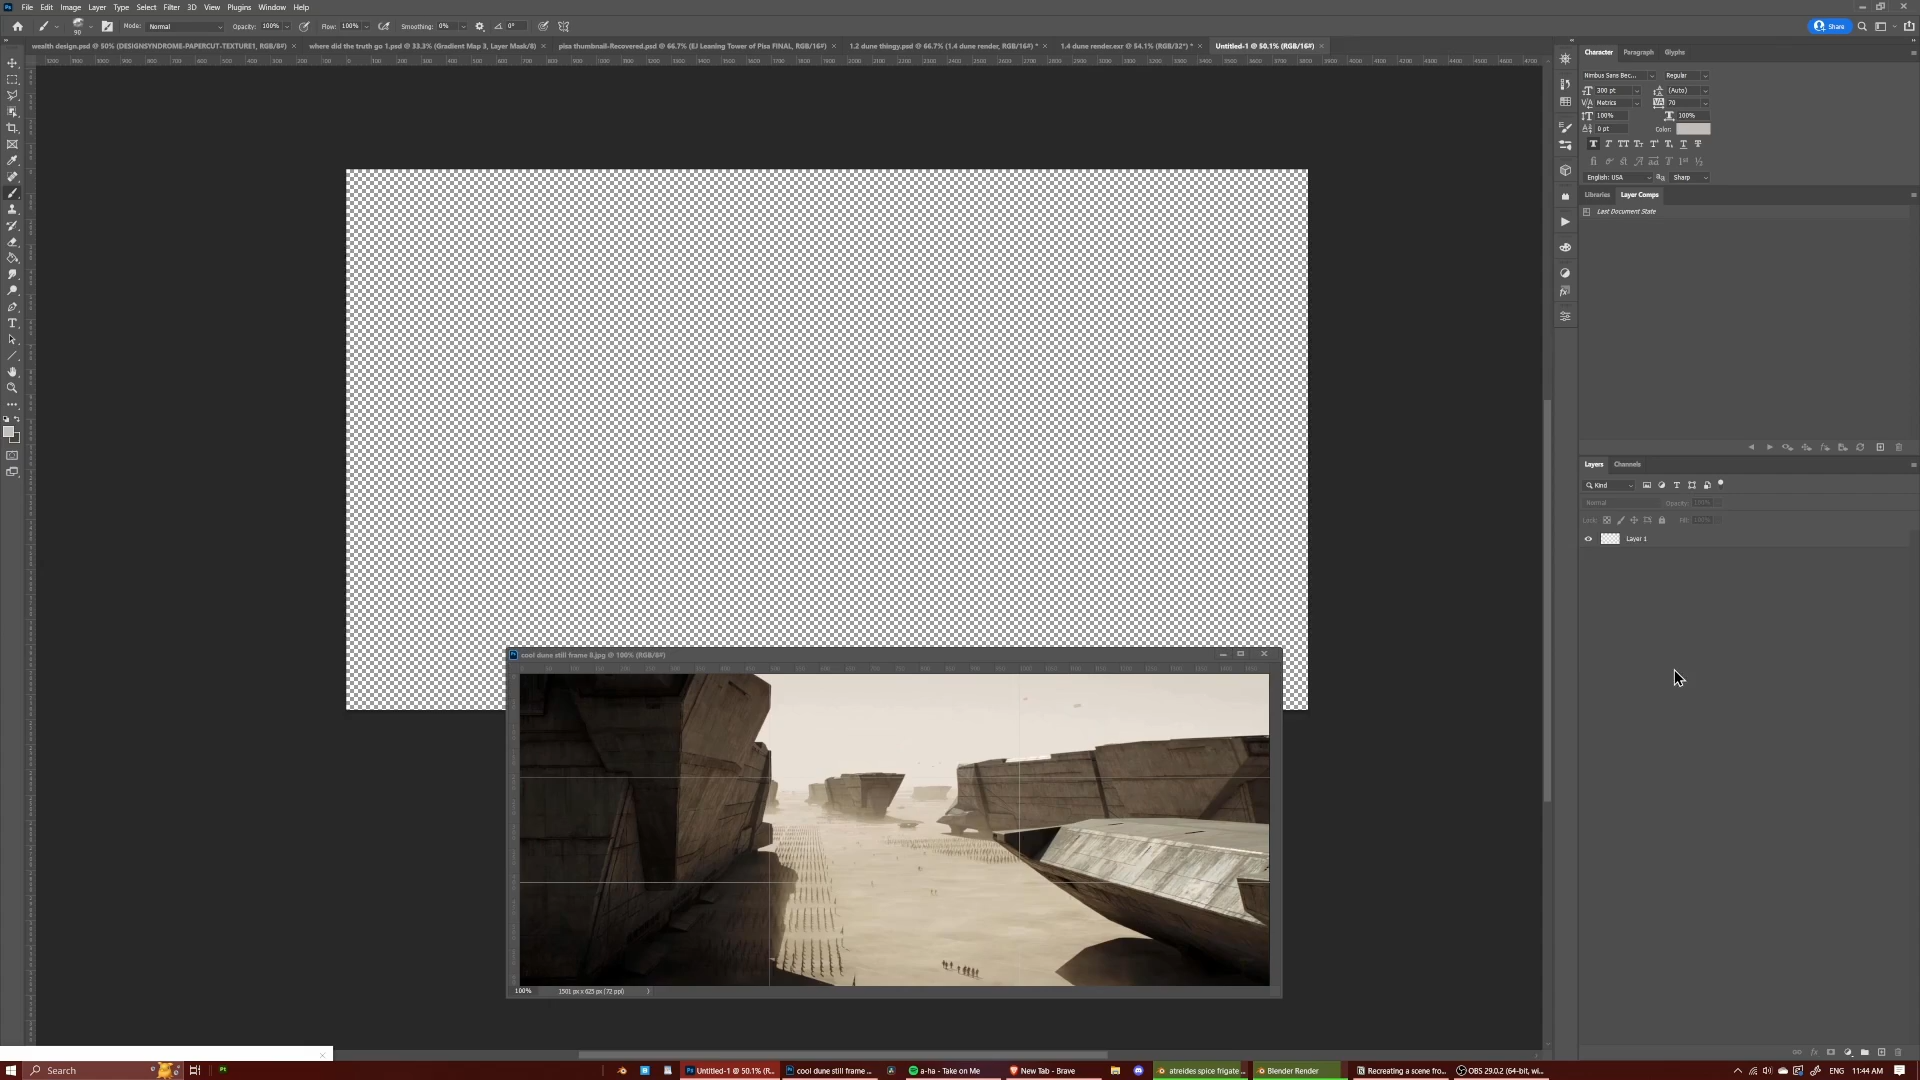 File Edit Image Layer Type Select Filter 3D View Plugins Window Help
90 Mode: Normal Opacity: 100% Flow: 100% Smoothing: 0% 0° Share
wealth design.psd @ 50% (DESIGNSYNDROME-PAPERCUT-TEXTURE1, RGB/8#) × where did the truth go 1.psd @ 33.3% (Gradient Map 3, Layer Mask/8) × pisa thumbnail-Recovered.psd @ 66.7% (EJ Leaning Tower of Pisa FINAL, RGB/16#) × 1.2 dune thingy.psd @ 66.7% (1.4 dune render, RGB/16#) * × 1.4 dune render.exr @ 54.1% (RGB/32*) * × Untitled-1 @ 50.1% (RGB/16#) ×
Character Paragraph Glyphs
Nimbus Sans Bec... Regular
300 pt (Auto)
Metrics 70
100% 100%
0 pt Color:
English: USA Sharp
Libraries Layer Comps
Last Document State
Layers Channels
Kind
Normal Opacity: 100%
Lock: Fill: 100%
Layer 1
cool dune still frame 8.jpg @ 100% (RGB/8#)
100% 1501 px x 625 px (72 ppi)
Search Untitled-1 @ 50.1% (R... cool dune still frame ... a-ha - Take on Me New Tab - Brave atreides spice frigate ... Blender Render Recreating a scene fro... OBS 29.0.2 (64-bit, wi... ENG 11:44 AM